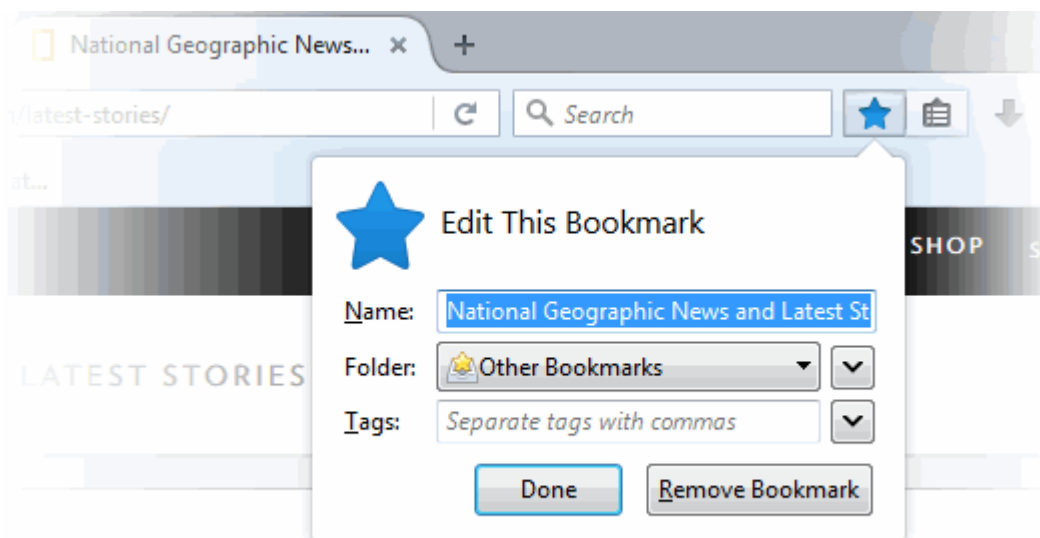 National Geographic News...
/latest-stories/
Search
at...
Edit This Bookmark
SHOP
S
Name:
National Geographic News and Latest St
LATEST STORIES
Folder:
Other Bookmarks
Tags:
Separate tags with commas
Done
Remove Bookmark